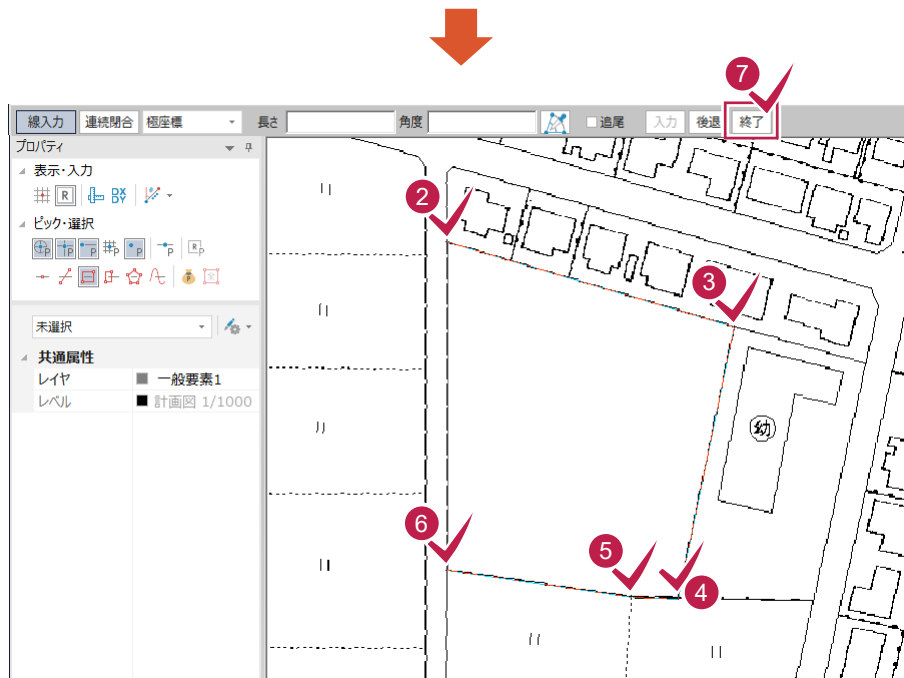 7
線入力 連続閉合 極座標 長さ 角度 追尾 入力 後退 終了
プロパティ
表示・入力
R DX BY
ピック・選択
P P P P P P R P
未選択
共通属性
レイヤ 一般要素1
レベル 計画図 1/1000
2
3
幼
6
5
4